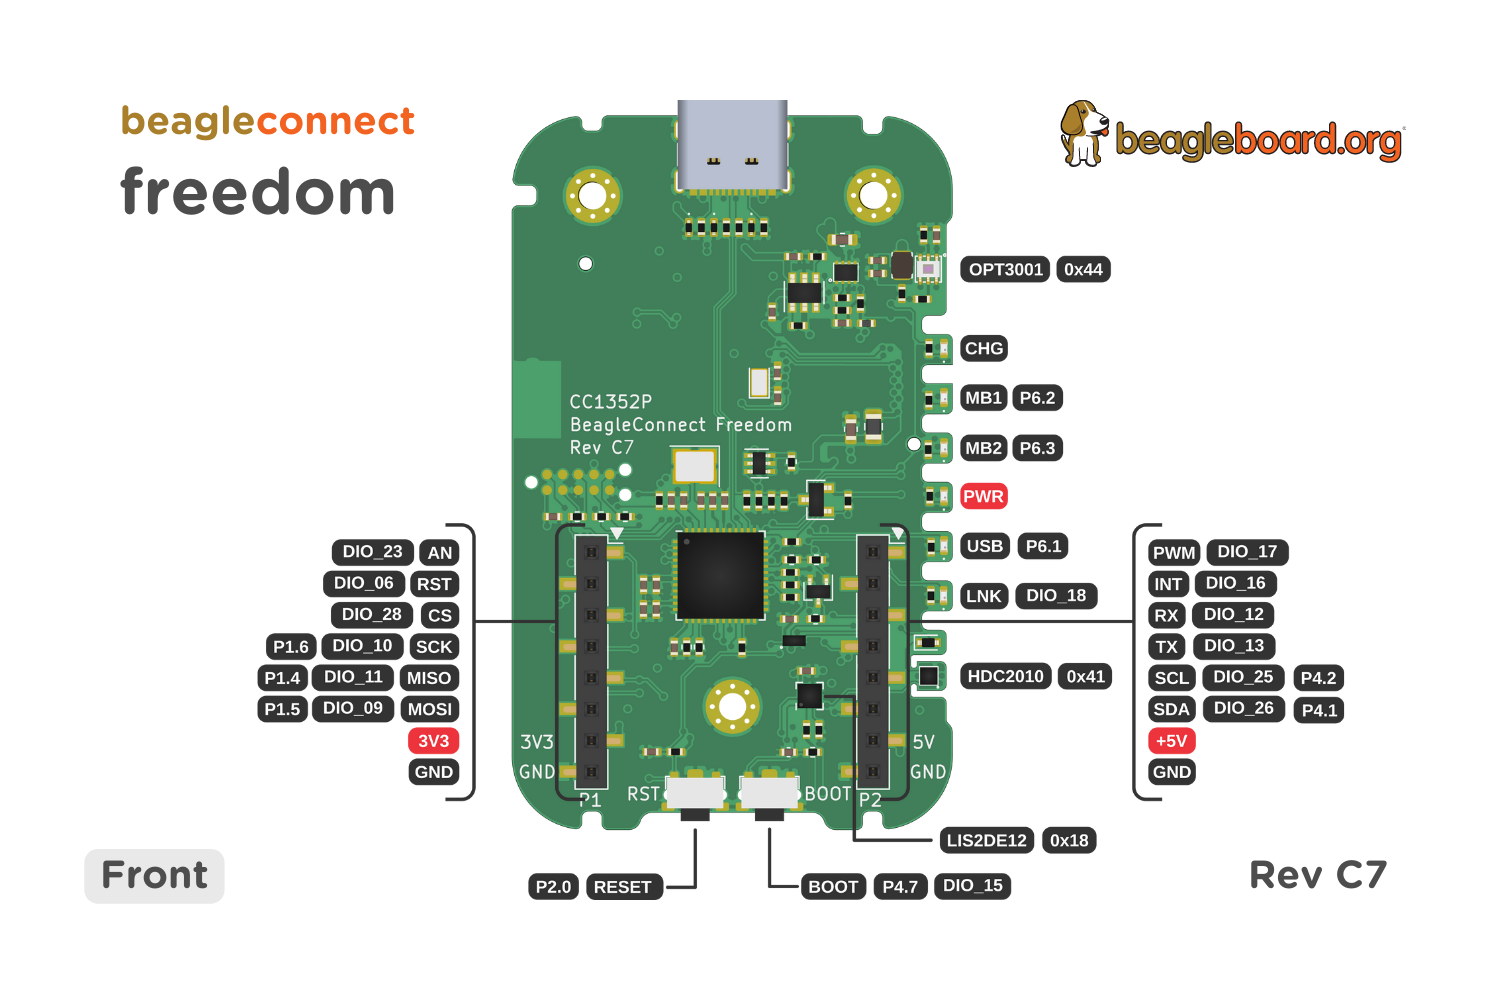 beagleconnect
freedom
beagleboard.org
OPT3001 0x44
CHG
MB1 P6.2
MB2 P6.3
PWR
USB P6.1
LNK DIO_18
HDC2010 0x41
CC1352P
BeagleConnect Freedom
Rev C7
DIO_23 AN
DIO_06 RST
DIO_28 CS
P1.6 DIO_10 SCK
P1.4 DIO_11 MISO
P1.5 DIO_09 MOSI
3V3
GND
PWM DIO_17
INT DIO_16
RX DIO_12
TX DIO_13
SCL DIO_25 P4.2
SDA DIO_26 P4.1
+5V
GND
3V3
GND
P1
RST
BOOT
5V
GND
P2
LIS2DE12 0x18
P2.0 RESET
BOOT P4.7 DIO_15
Front
Rev C7